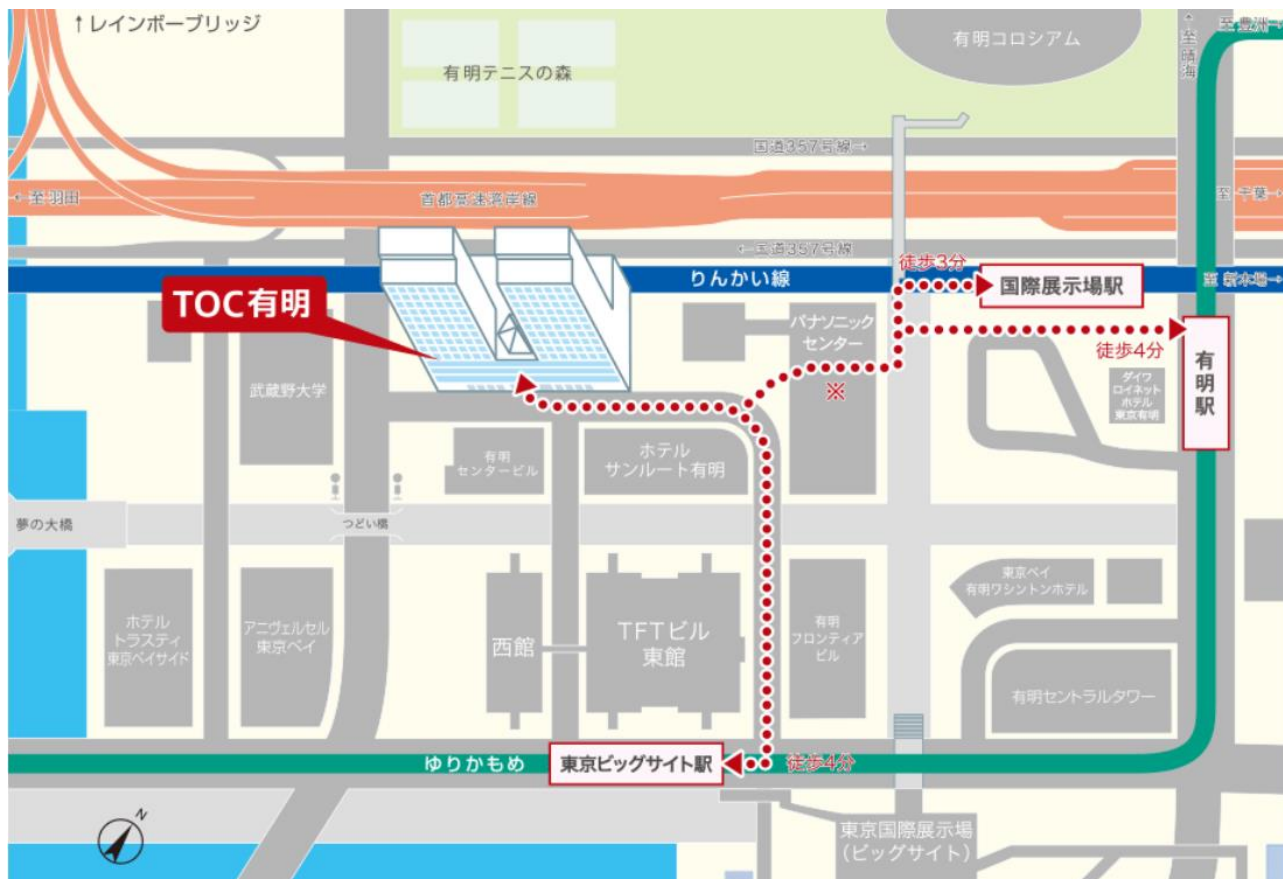 ↑レインボーブリッジ
有明テニスの森
有明コロシアム
↑至晴海
至 豊洲→
国道357号線→
←至 羽田
首都高速湾岸線
至 千葉→
←国道357号線
りんかい線
徒歩3分
国際展示場駅
至 新木場→
TOC有明
パナソニック
センター
徒歩4分
有明駅
※
武蔵野大学
ダイワ
ロイネット
ホテル
東京有明
有明
センタービル
ホテル
サンルート有明
夢の大橋
つどい橋
東京ベイ
有明ワシントンホテル
ホテル
トラスティ
東京ベイサイド
アニヴェルセル
東京ベイ
西館
TFTビル
東館
有明
フロンティア
ビル
有明セントラルタワー
ゆりかもめ
東京ビッグサイト駅
徒歩4分
N
東京国際展示場
(ビッグサイト)